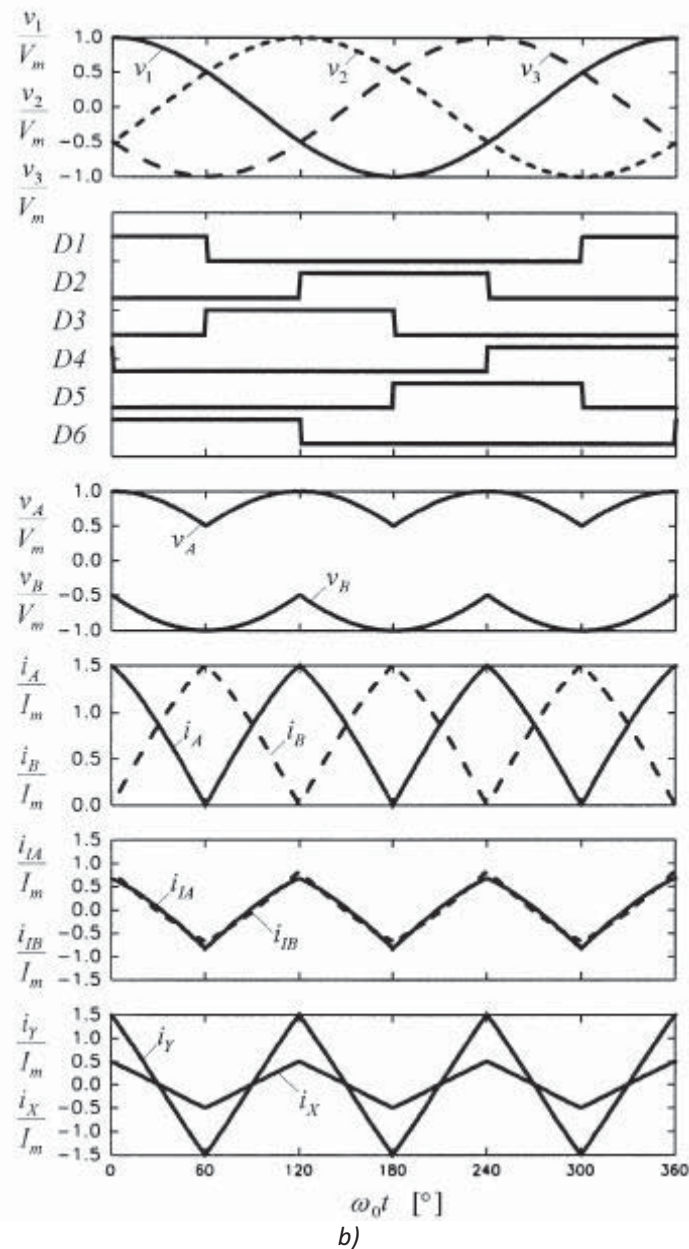 v1/Vm
v2/Vm
v3/Vm
1.0
0.5
0.0
−0.5
−1.0
v1
v2
v3
D1
D2
D3
D4
D5
D6
vA/Vm
vB/Vm
1.0
0.5
0.0
−0.5
−1.0
vA
vB
iA/Im
iB/Im
1.5
1.0
0.5
0.0
iA
iB
iIA/Im
iIB/Im
1.5
1.0
0.5
0.0
−0.5
−1.0
−1.5
iIA
iIB
iY/Im
iX/Im
1.5
1.0
0.5
0.0
−0.5
−1.0
−1.5
iY
iX
0 60 120 180 240 300 360
ω0t [°]
b)